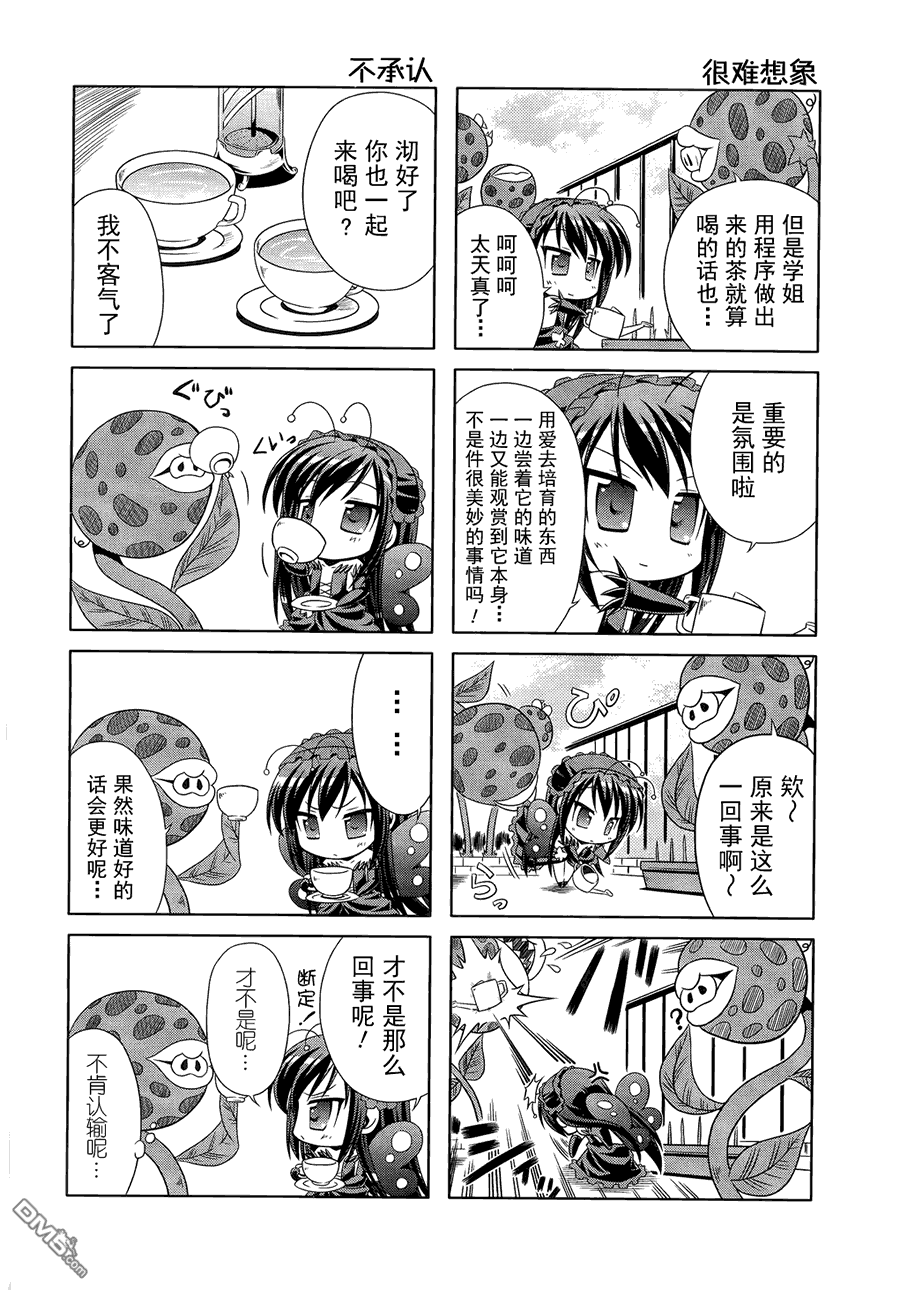 很难想象
但是学姐
用程序做出
来的茶就算
喝的话也…
呵呵呵
太天真了…
重要的
是氛围啦
用爱去培育的东西
一边尝着它的味道
一边又能观赏到它本身…
不是件很美妙的事情吗！
ぴ
ら
欸～
原来是这么
一回事啊～
?
不承认
沏好了
你也一起
来喝吧？
我不客气了
くいっ
ぐびっ
……
果然味道好的
话会更好呢…
才不是那么
回事呢！
断定！
才不是呢…
不肯认输呢…
DM5.com